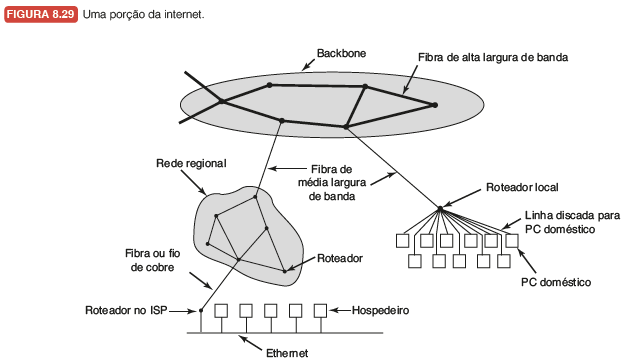 FIGURA 8.29 Uma porção da internet.
Backbone
Fibra de alta largura de banda
Rede regional
Fibra de
média largura
de banda
Roteador local
Linha discada para
PC doméstico
Fibra ou fio
de cobre
Roteador
PC doméstico
Roteador no ISP
Hospedeiro
Ethernet